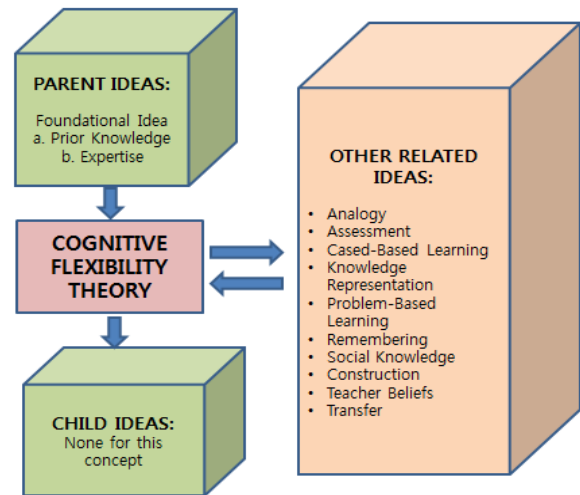 PARENT IDEAS:
Foundational Idea
a. Prior Knowledge
b. Expertise
COGNITIVE
FLEXIBILITY
THEORY
CHILD IDEAS:
None for this
concept
OTHER RELATED
IDEAS:
• Analogy
• Assessment
• Cased-Based Learning
• Knowledge
Representation
• Problem-Based
Learning
• Remembering
• Social Knowledge
• Construction
• Teacher Beliefs
• Transfer